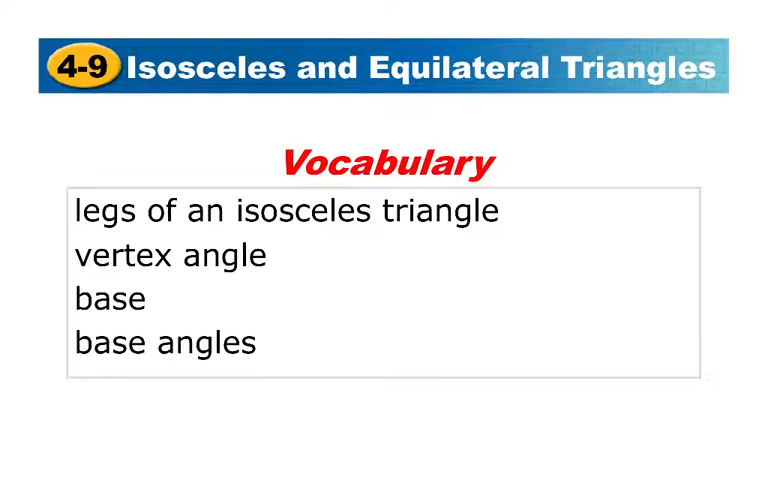 4-9 Isosceles and Equilateral Triangles
Vocabulary
legs of an isosceles triangle
vertex angle
base
base angles